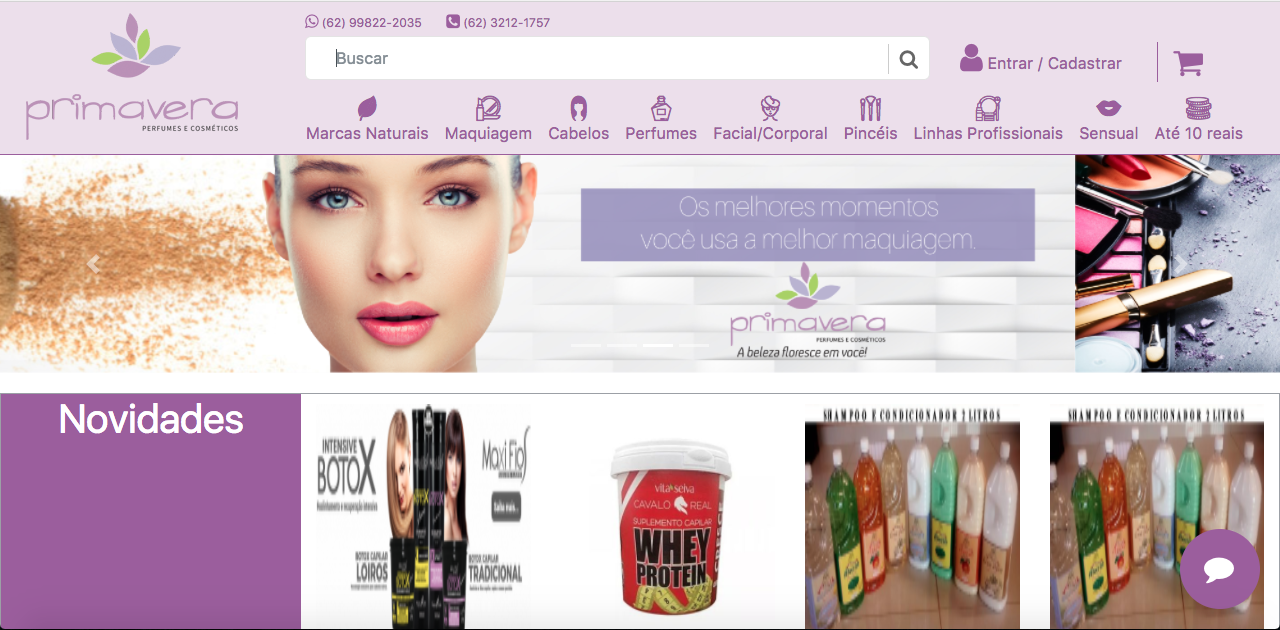 (62) 99822-2035 (62) 3212-1757
Buscar
Entrar / Cadastrar
primavera
PERFUMES E COSMÉTICOS
Marcas Naturais Maquiagem Cabelos Perfumes Facial/Corporal Pincéis Linhas Profissionais Sensual Até 10 reais
Os melhores momentos
você usa a melhor maquiagem.
primavera
PERFUMES E COSMÉTICOS
A beleza floresce em você!
Novidades
INTENSIVE
BOTOX
Maxi Fios
Saiba mais...
BOTOX CAPILAR
LOIROS
BOTOX CAPILAR
TRADICIONAL
vita seiva
CAVALO REAL
SUPLEMENTO CAPILAR
WHEY
PROTEIN
CRESCE
SHAMPOO E CONDICIONADOR 2 LITROS
SHAMPOO E CONDICIONADOR 2 LITROS